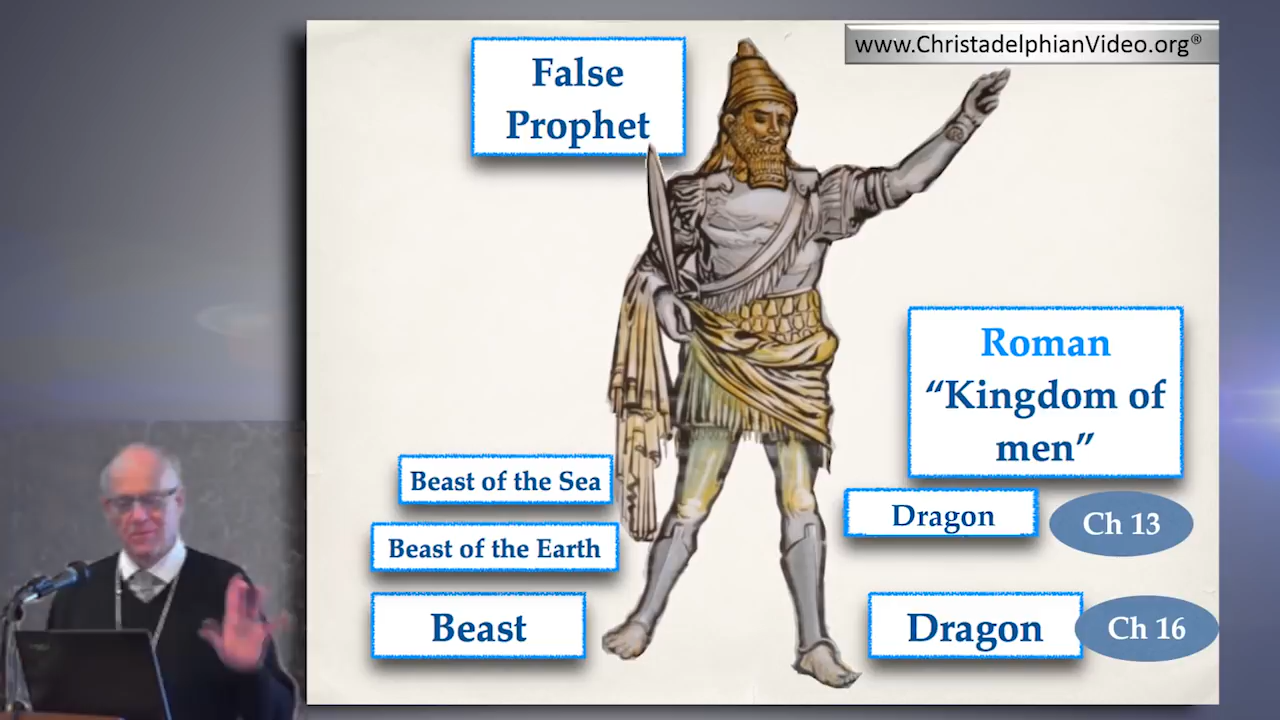 www.ChristadelphianVideo.org®
False
Prophet
Roman
“Kingdom of
men”
Beast of the Sea
Dragon
Ch 13
Beast of the Earth
Beast
Dragon
Ch 16